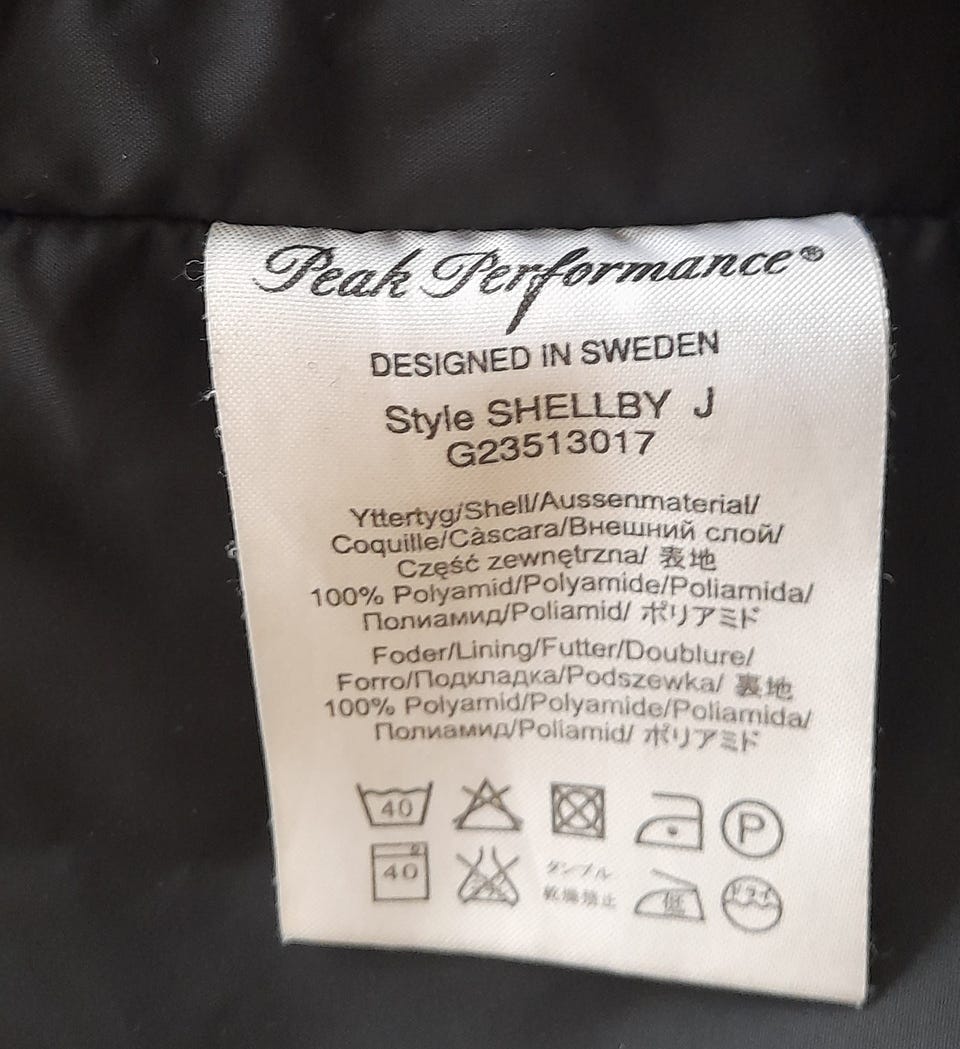 Peak Performance®
DESIGNED IN SWEDEN
Style SHELLBY J
G23513017
Yttertyg/Shell/Aussenmaterial/
Coquille/Càscara/Внешний слой/
Część zewnętrzna/ 表地
100% Polyamid/Polyamide/Poliamida/
Полиамид/Poliamid/ ポリアミド
Foder/Lining/Futter/Doublure/
Forro/Подкладка/Podszewka/ 裏地
100% Polyamid/Polyamide/Poliamida/
Полиамид/Poliamid/ ポリアミド
40 P
40 タンブル 低 ドライ
乾燥禁止